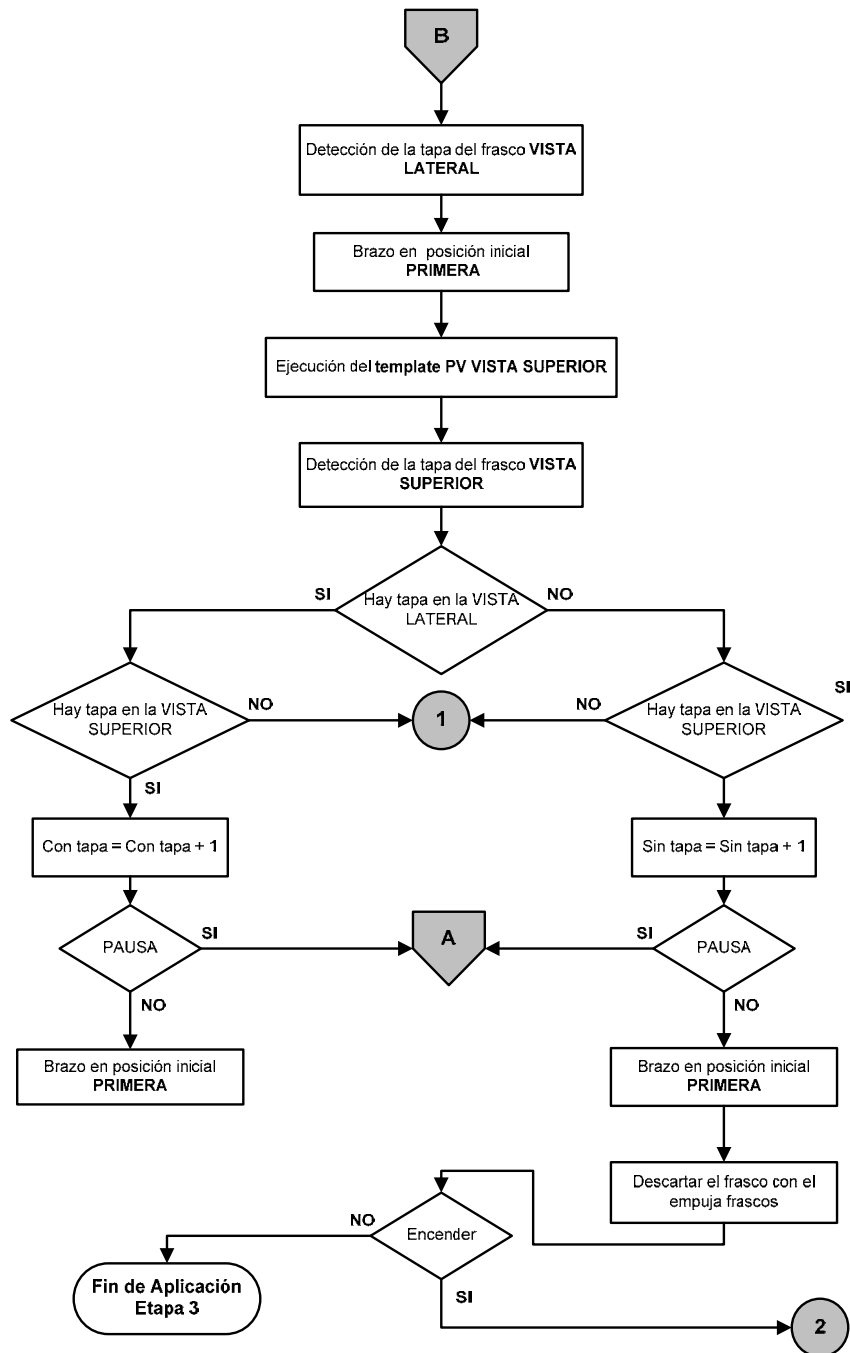 B
Detección de la tapa del frasco VISTA
LATERAL
Brazo en posición inicial
PRIMERA
Ejecución del template PV VISTA SUPERIOR
Detección de la tapa del frasco VISTA
SUPERIOR
SI
Hay tapa en la VISTA
LATERAL
NO
Hay tapa en la VISTA
SUPERIOR
NO
1
NO
Hay tapa en la VISTA
SUPERIOR
SI
SI
Con tapa = Con tapa + 1
Sin tapa = Sin tapa + 1
PAUSA
SI
A
SI
PAUSA
NO
NO
Brazo en posición inicial
PRIMERA
Brazo en posición inicial
PRIMERA
Descartar el frasco con el
empuja frascos
NO
Encender
Fin de Aplicación
Etapa 3
SI
2